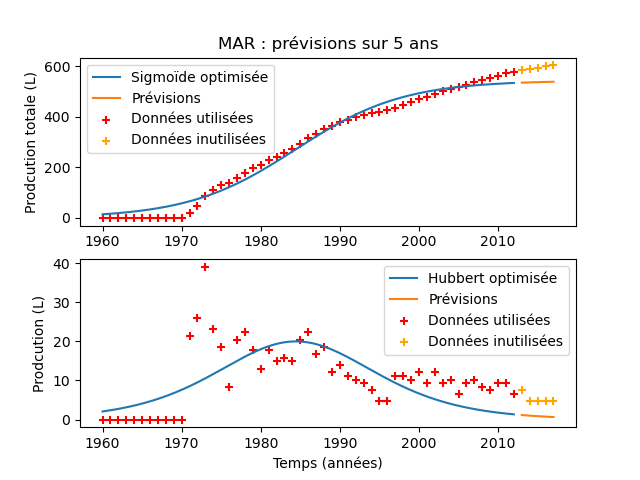 MAR : prévisions sur 5 ans
Prodcution totale (L)
600
400
200
0
Sigmoïde optimisée
Prévisions
Données utilisées
Données inutilisées
1960 1970 1980 1990 2000 2010
Prodcution (L)
40
30
20
10
0
Hubbert optimisée
Prévisions
Données utilisées
Données inutilisées
1960 1970 1980 1990 2000 2010
Temps (années)